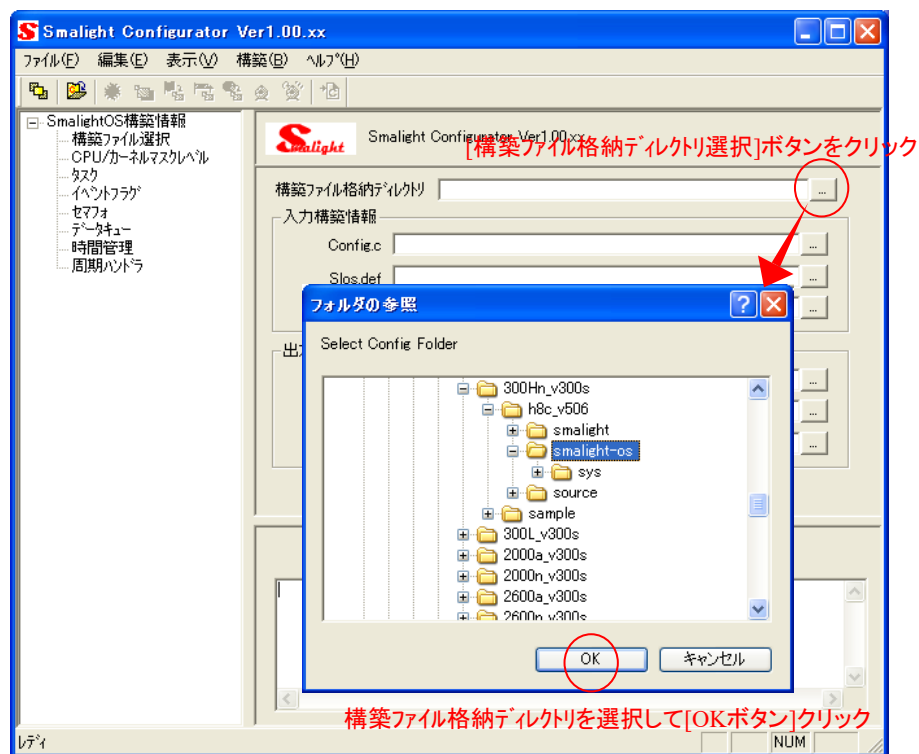 Smalight Configurator Ver1.00.xx
ファイル(F) 編集(E) 表示(V) 構築(B) ヘルプ(H)
SmalightOS構築情報
構築ファイル選択
CPU/カーネルマスクレベル
タスク
イベントフラグ
セマフォ
データキュー
時間管理
周期ハンドラ
Smalight
Smalight Configurator Ver1.00.xx
[構築ファイル格納ディレクトリ選択]ボタンをクリック
構築ファイル格納ディレクトリ
...
入力構築情報
Config.c
...
Slos.def
...
...
フォルダの参照
Select Config Folder
300Hn_v300s
h8c_v506
smalight
smalight-os
sys
source
sample
300L_v300s
2000a_v300s
2000n_v300s
2600a_v300s
2600n_v300s
OK
キャンセル
出
...
...
...
構築ファイル格納ディレクトリを選択して[OKボタン]クリック
レディ
NUM